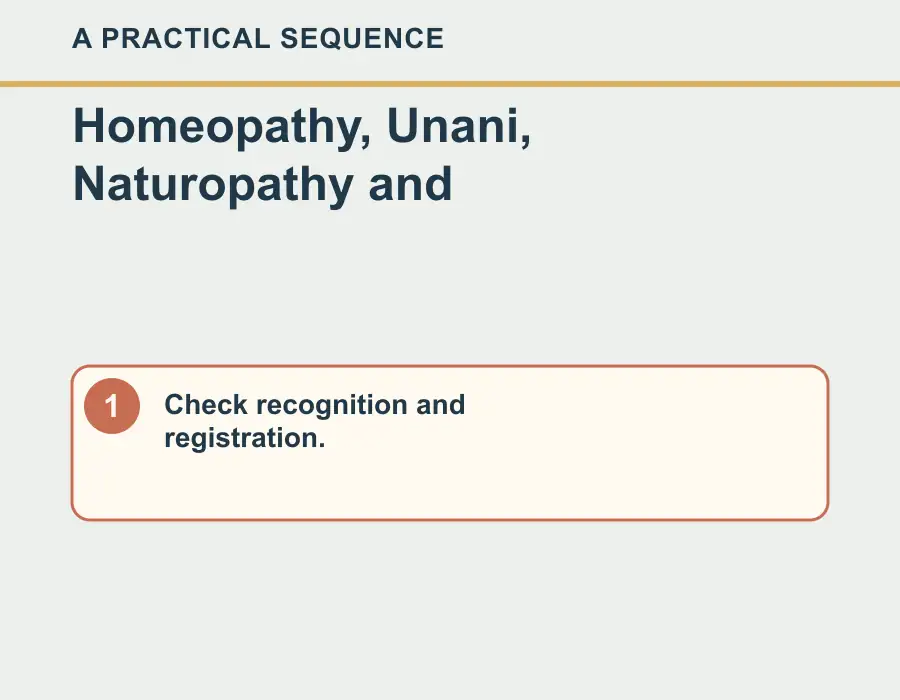 A PRACTICAL SEQUENCE
Homeopathy, Unani,
Naturopathy and
1
Check recognition and
registration.